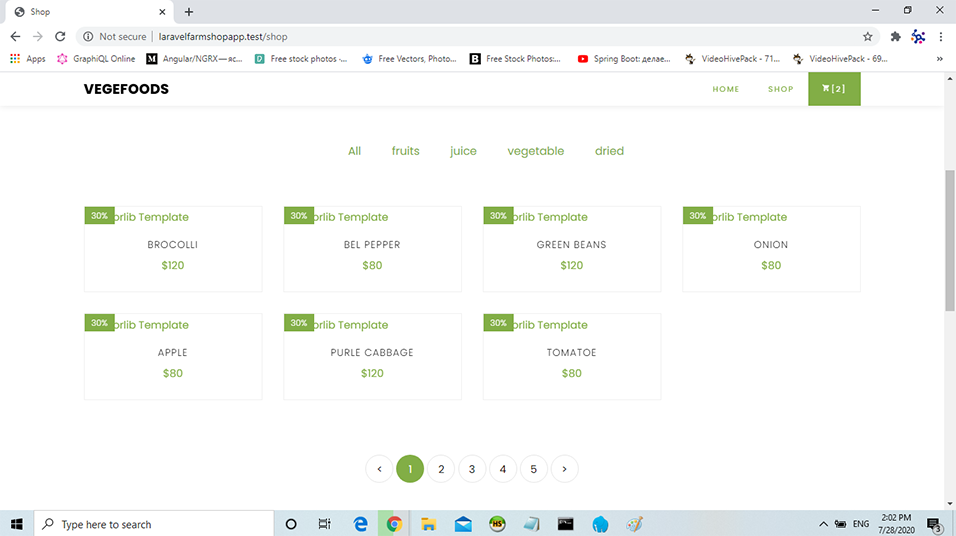 Shop
Not secure | laravelfarmshopapp.test/shop
Apps GraphiQL Online Angular/NGRX — яс... Free stock photos -... Free Vectors, Photo... Free Stock Photos:... Spring Boot: делае... VideoHivePack - 71... VideoHivePack - 69... »
VEGEFOODS HOME SHOP [2]
All fruits juice vegetable dried
30% orlib Template 30% orlib Template 30% orlib Template 30% orlib Template
BROCOLLI BEL PEPPER GREEN BEANS ONION
$120 $80 $120 $80
30% orlib Template 30% orlib Template 30% orlib Template
APPLE PURLE CABBAGE TOMATOE
$80 $120 $80
< 1 2 3 4 5 >
Type here to search HS ENG 2:02 PM
7/28/2020 3